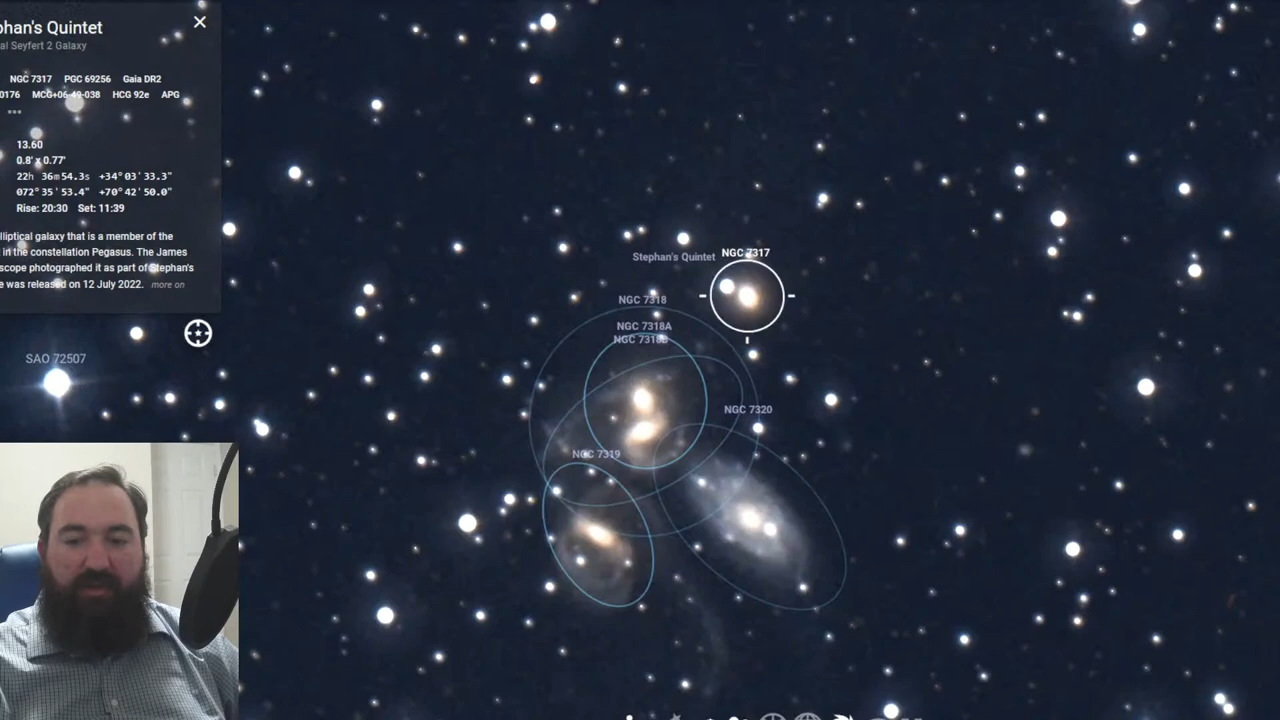 phan's Quintet
al Seyfert 2 Galaxy
NGC 7317 PGC 69256 Gaia DR2
0176 MCG+06-49-038 HCG 92e APG
13.60
0.8' x 0.77'
22h 36m54.3s +34°03'33.3"
072°35'53.4" +70°42'50.0"
Rise: 20:30 Set: 11:39
lliptical galaxy that is a member of the
in the constellation Pegasus. The James
scope photographed it as part of Stephan's
e was released on 12 July 2022. more on
SAO 72507
Stephan's Quintet
NGC 7317
NGC 7318
NGC 7318A
NGC 7318B
NGC 7320
NGC 7319